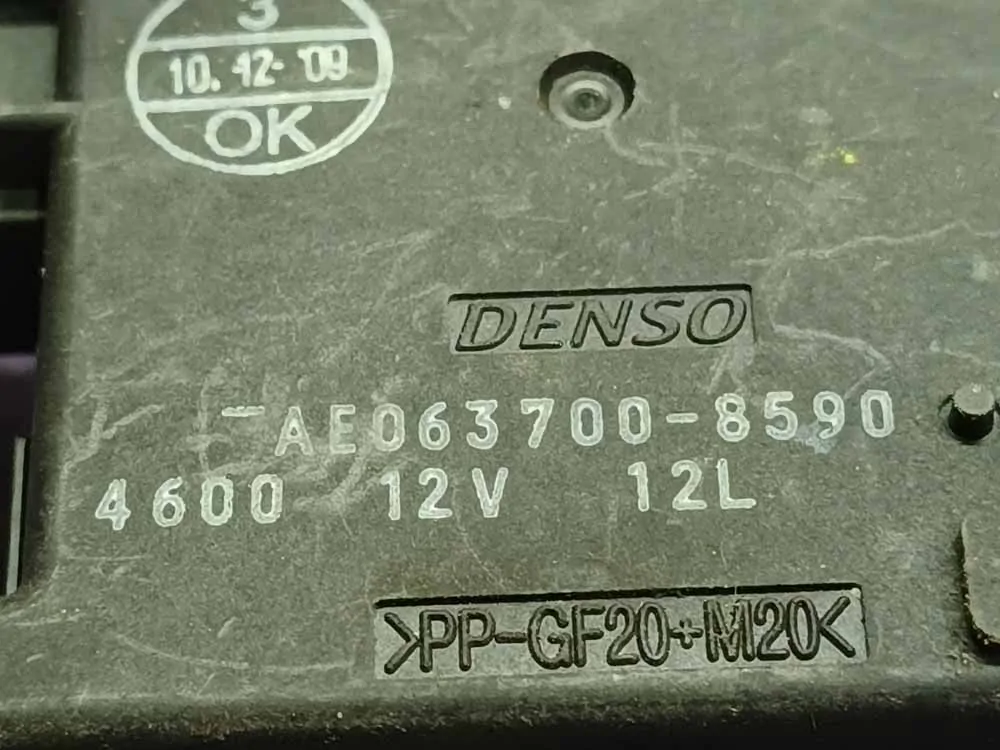 3
10.12-'09
OK
DENSO
-AE063700-8590
4600 12V 12L
>PP-GF20+M20<